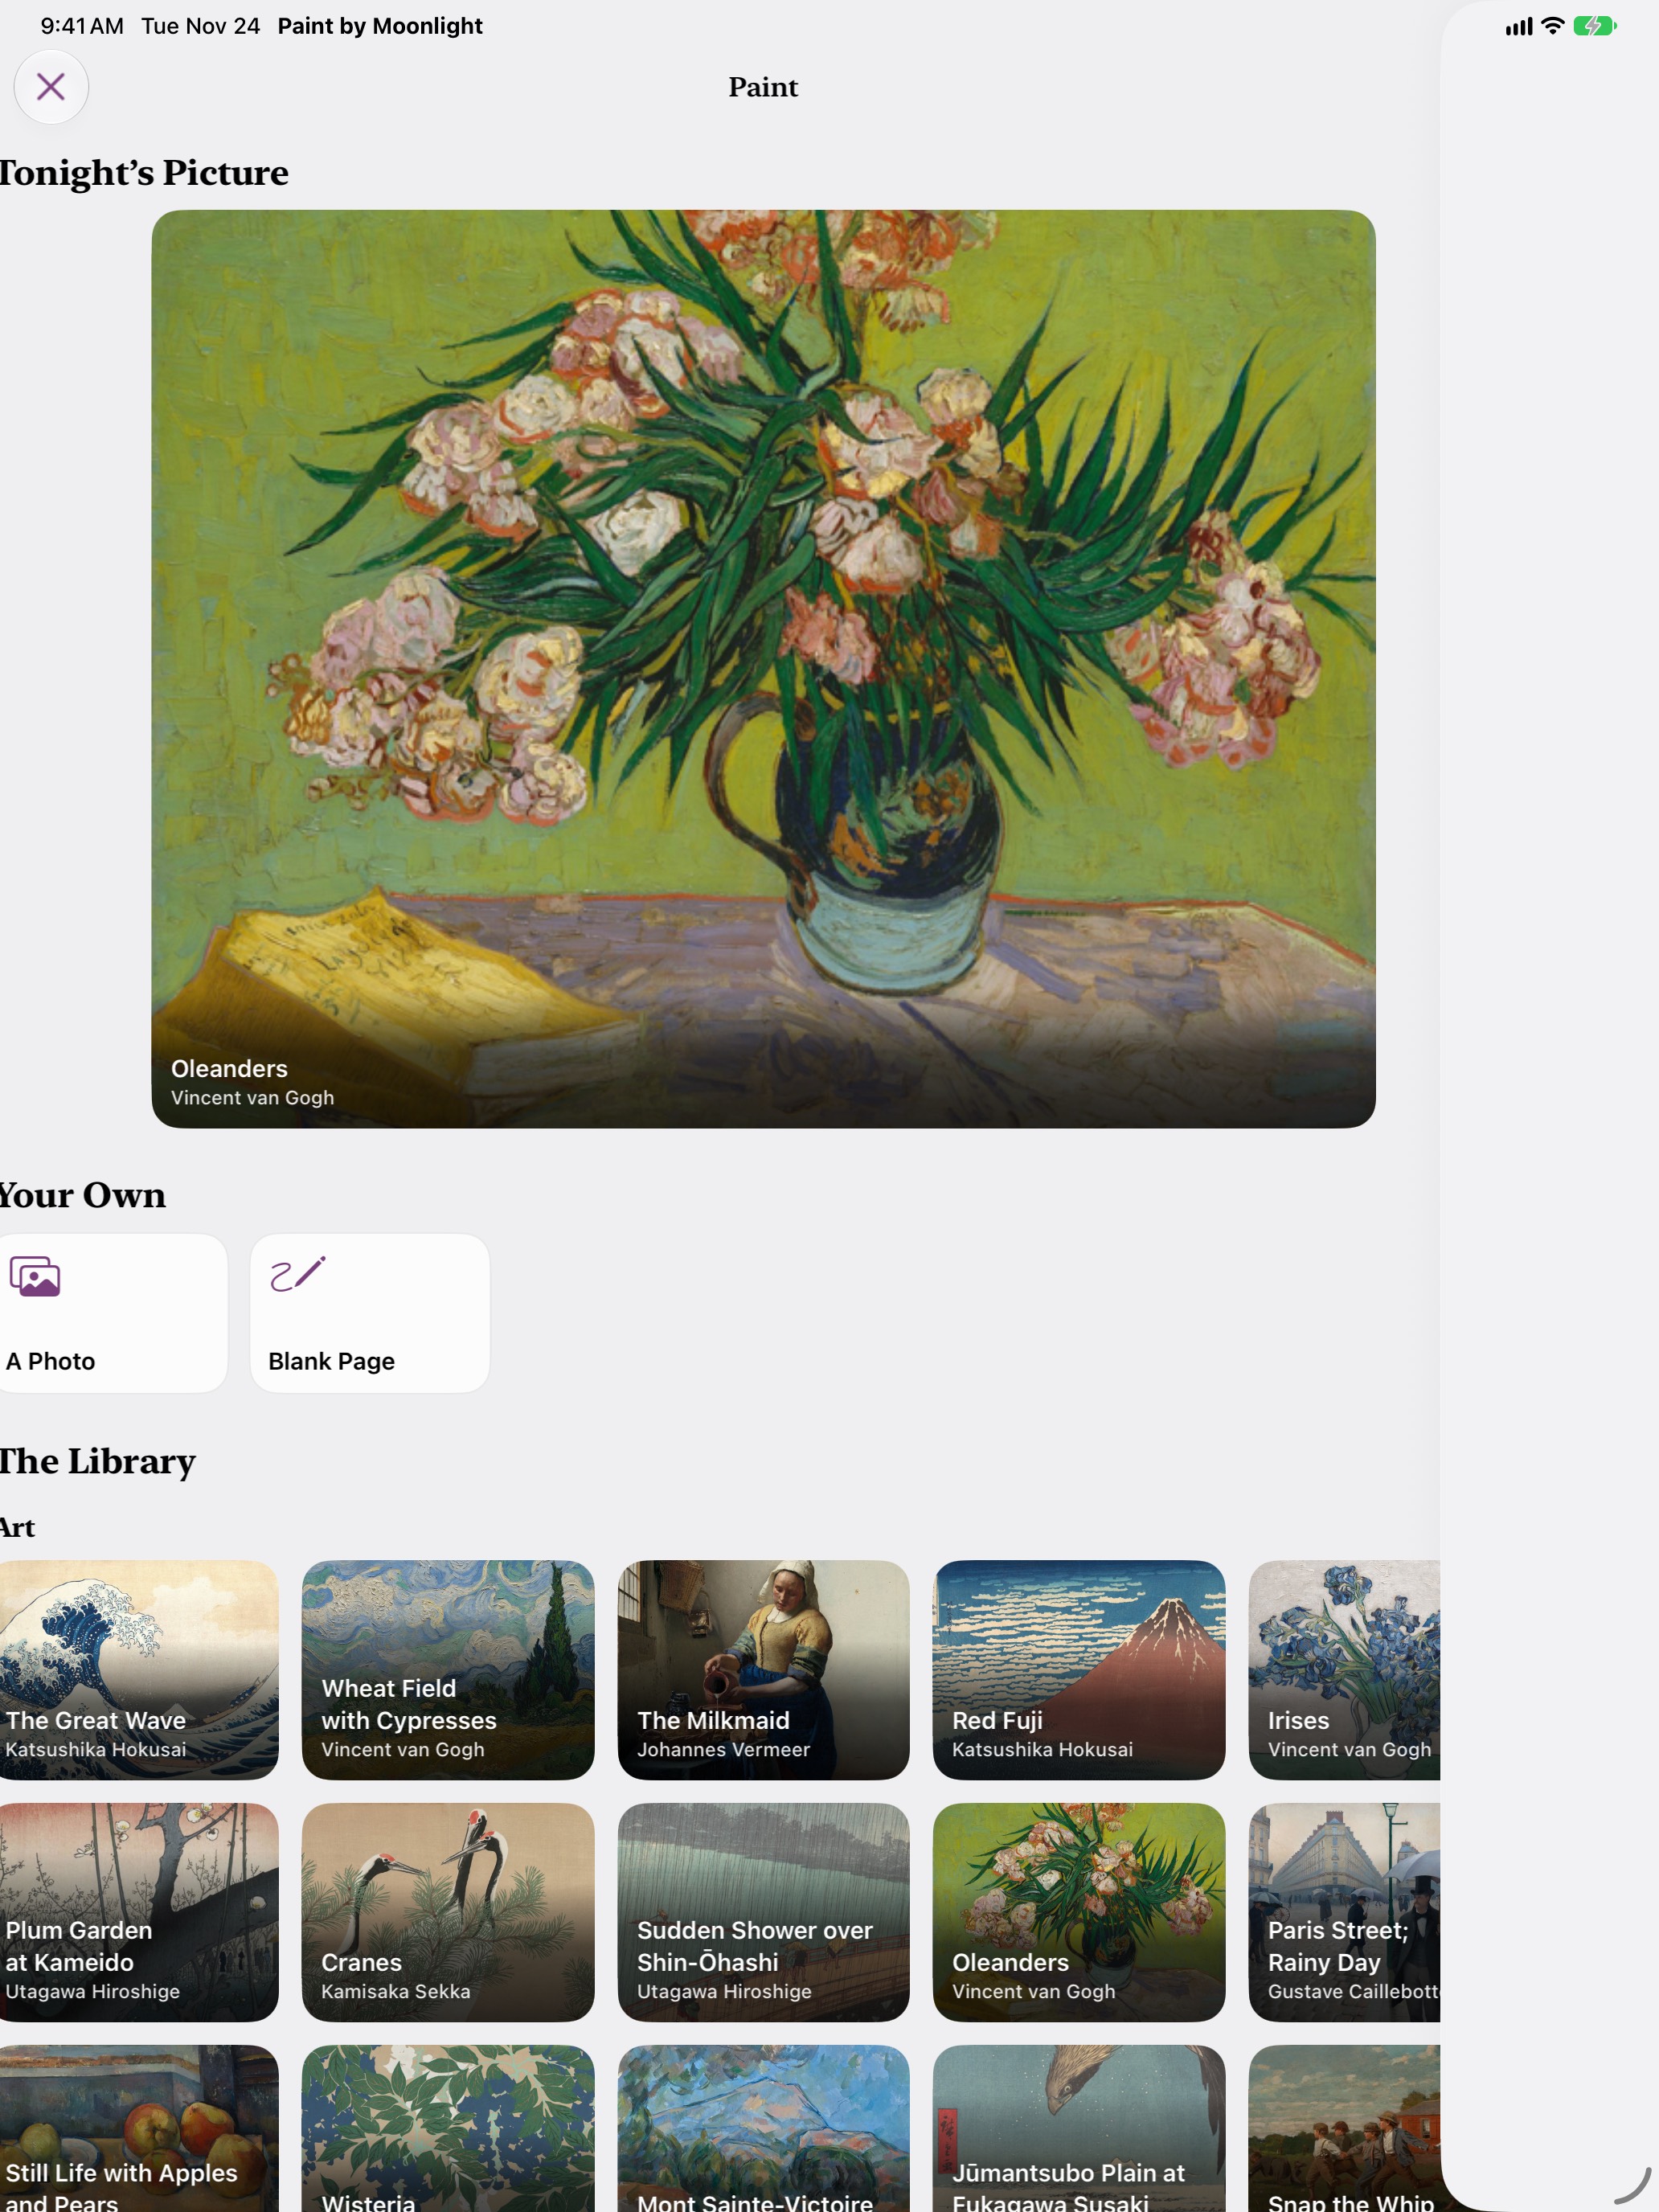 9:41 AM Tue Nov 24 Paint by Moonlight
Paint
Tonight’s Picture
Oleanders
Vincent van Gogh
Your Own
A Photo
Blank Page
The Library
Art
The Great Wave
Katsushika Hokusai
Wheat Field
with Cypresses
Vincent van Gogh
The Milkmaid
Johannes Vermeer
Red Fuji
Katsushika Hokusai
Irises
Vincent van Gogh
Plum Garden
at Kameido
Utagawa Hiroshige
Cranes
Kamisaka Sekka
Sudden Shower over
Shin-Ōhashi
Utagawa Hiroshige
Oleanders
Vincent van Gogh
Paris Street;
Rainy Day
Gustave Caillebott
Still Life with Apples
and Pears
Wisteria
Mont Sainte-Victoire
Jūmantsubo Plain at
Fukagawa Susaki
Snap the Whip